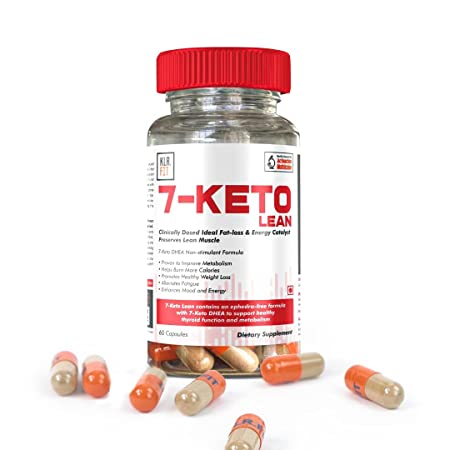 KLR.
FIT
7-KETO
LEAN
Clinically Dosed Ideal Fat-loss & Energy Catalyst
Preserves Lean Muscle
7-Keto DHEA Non-stimulant Formula
• Proven to Improve Metabolism
• Helps Burn More Calories
• Promotes Healthy Weight Loss
• Alleviates Fatigue
• Enhances Mood and Energy
7-Keto Lean contains an ephedra-free formula
with 7-Keto DHEA to support healthy
thyroid function and metabolism
60 Capsules
Dietary Supplement